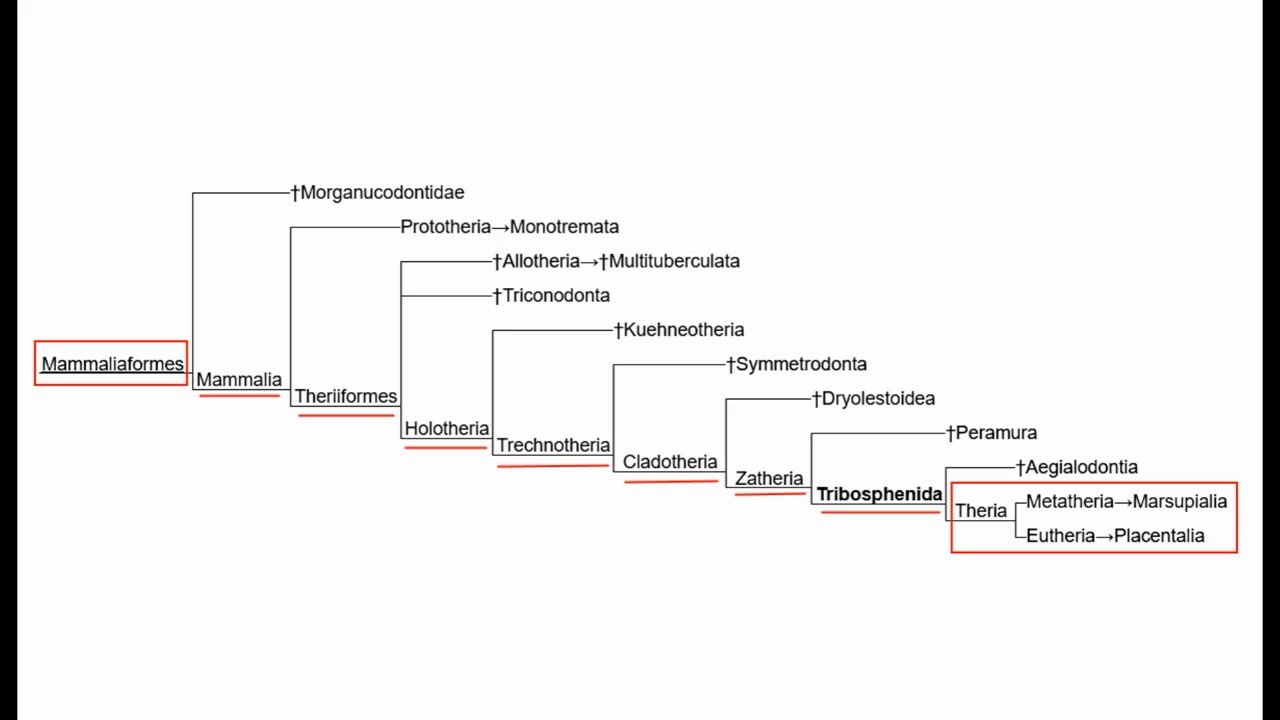 †Morganucodontidae
Prototheria→Monotremata
†Allotheria→†Multituberculata
†Triconodonta
†Kuehneotheria
Mammaliaformes
†Symmetrodonta
Mammalia
Theriiformes
†Dryolestoidea
Holotheria
†Peramura
Trechnotheria
Cladotheria
†Aegialodontia
Zatheria
Tribosphenida
Metatheria→Marsupialia
Theria
Eutheria→Placentalia